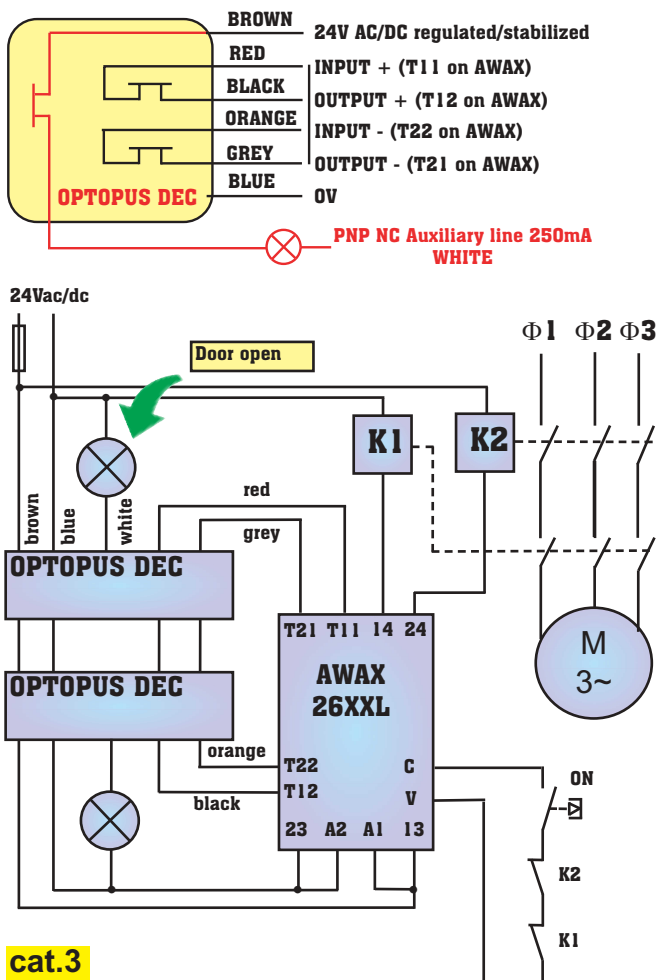 BROWN
24V AC/DC regulated/stabilized
RED
INPUT + (T11 on AWAX)
BLACK
OUTPUT + (T12 on AWAX)
ORANGE
INPUT - (T22 on AWAX)
GREY
OUTPUT - (T21 on AWAX)
BLUE
OPTOPUS DEC
0V
PNP NC Auxiliary line 250mA
WHITE
24Vac/dc
Door open
Φ1 Φ2 Φ3
K1
K2
brown
blue
white
red
grey
OPTOPUS DEC
T21 T11 14 24
AWAX
26XXL
M
3~
OPTOPUS DEC
orange
T22
C
black
T12
V
23 A2 A1 13
ON
K2
K1
cat.3